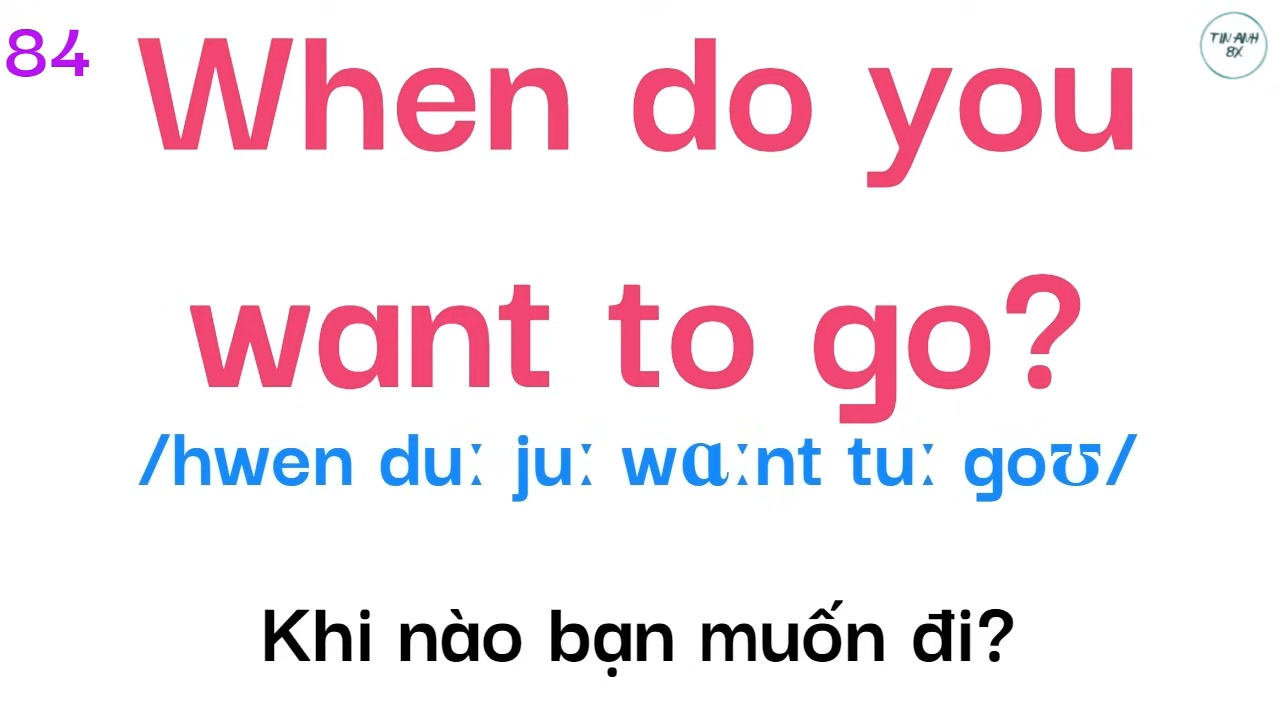 84
When do you
want to go?
/hwen duː juː wɑːnt tuː goʊ/
Khi nào bạn muốn đi?
TIN ANH
8X